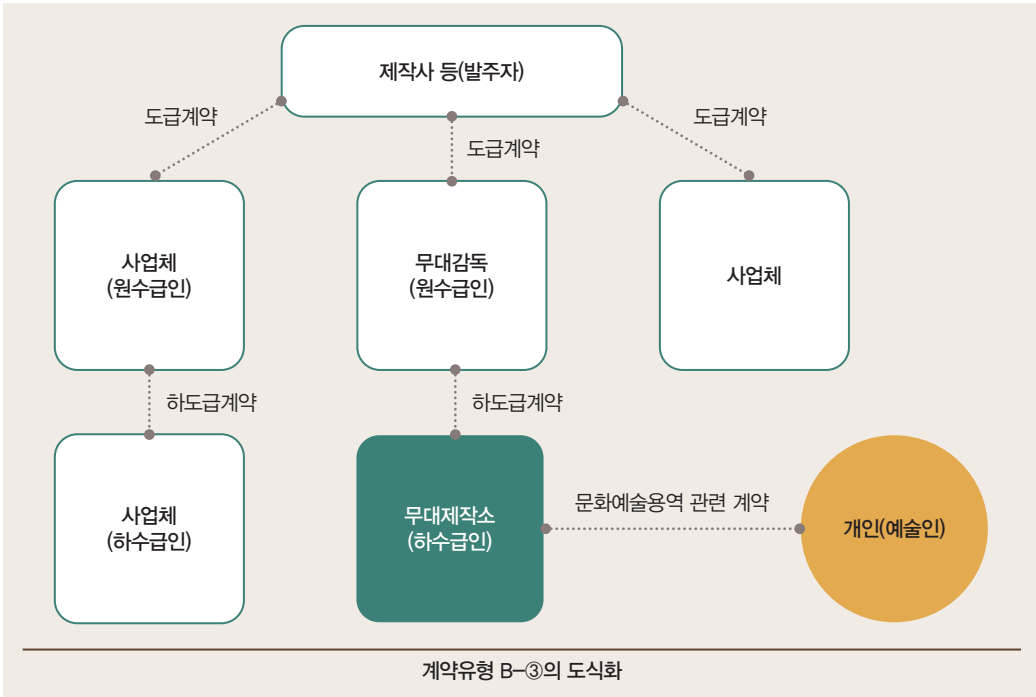 제작사 등(발주자)
도급계약
도급계약
도급계약
사업체
(원수급인)
무대감독
(원수급인)
사업체
하도급계약
하도급계약
사업체
(하수급인)
무대제작소
(하수급인)
문화예술용역 관련 계약
개인(예술인)
계약유형 B-③의 도식화